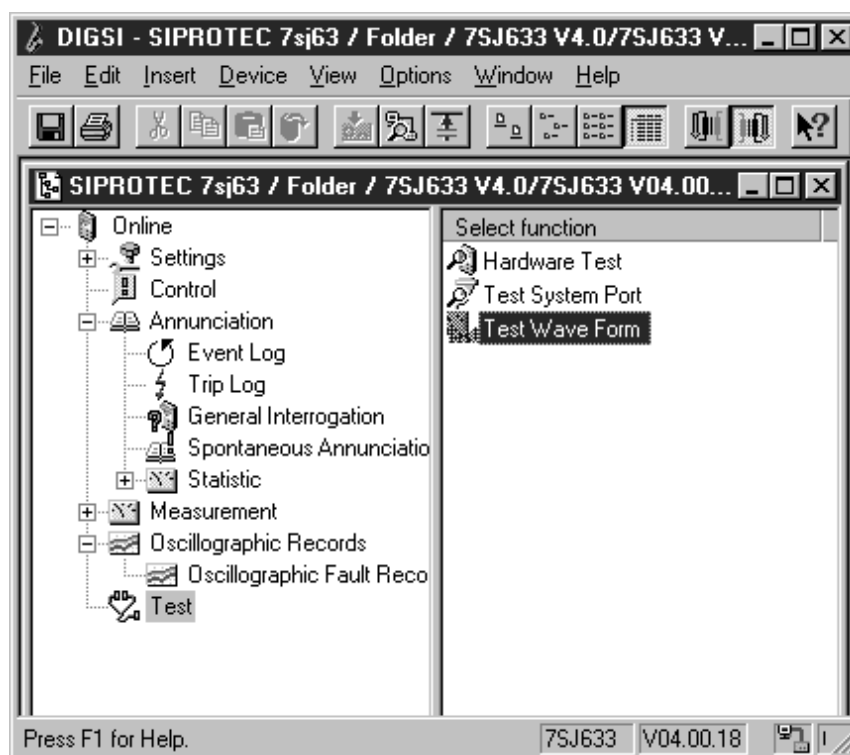 DIGSI - SIPROTEC 7sj63 / Folder / 7SJ633 V4.0/7SJ633 V...
File Edit Insert Device View Options Window Help
SIPROTEC 7sj63 / Folder / 7SJ633 V4.0/7SJ633 V04.00...
Online
Settings
Control
Annunciation
Event Log
Trip Log
General Interrogation
Spontaneous Annunciatio
Statistic
Measurement
Oscillographic Records
Oscillographic Fault Reco
Test
Select function
Hardware Test
Test System Port
Test Wave Form
Press F1 for Help. 7SJ633 V04.00.18